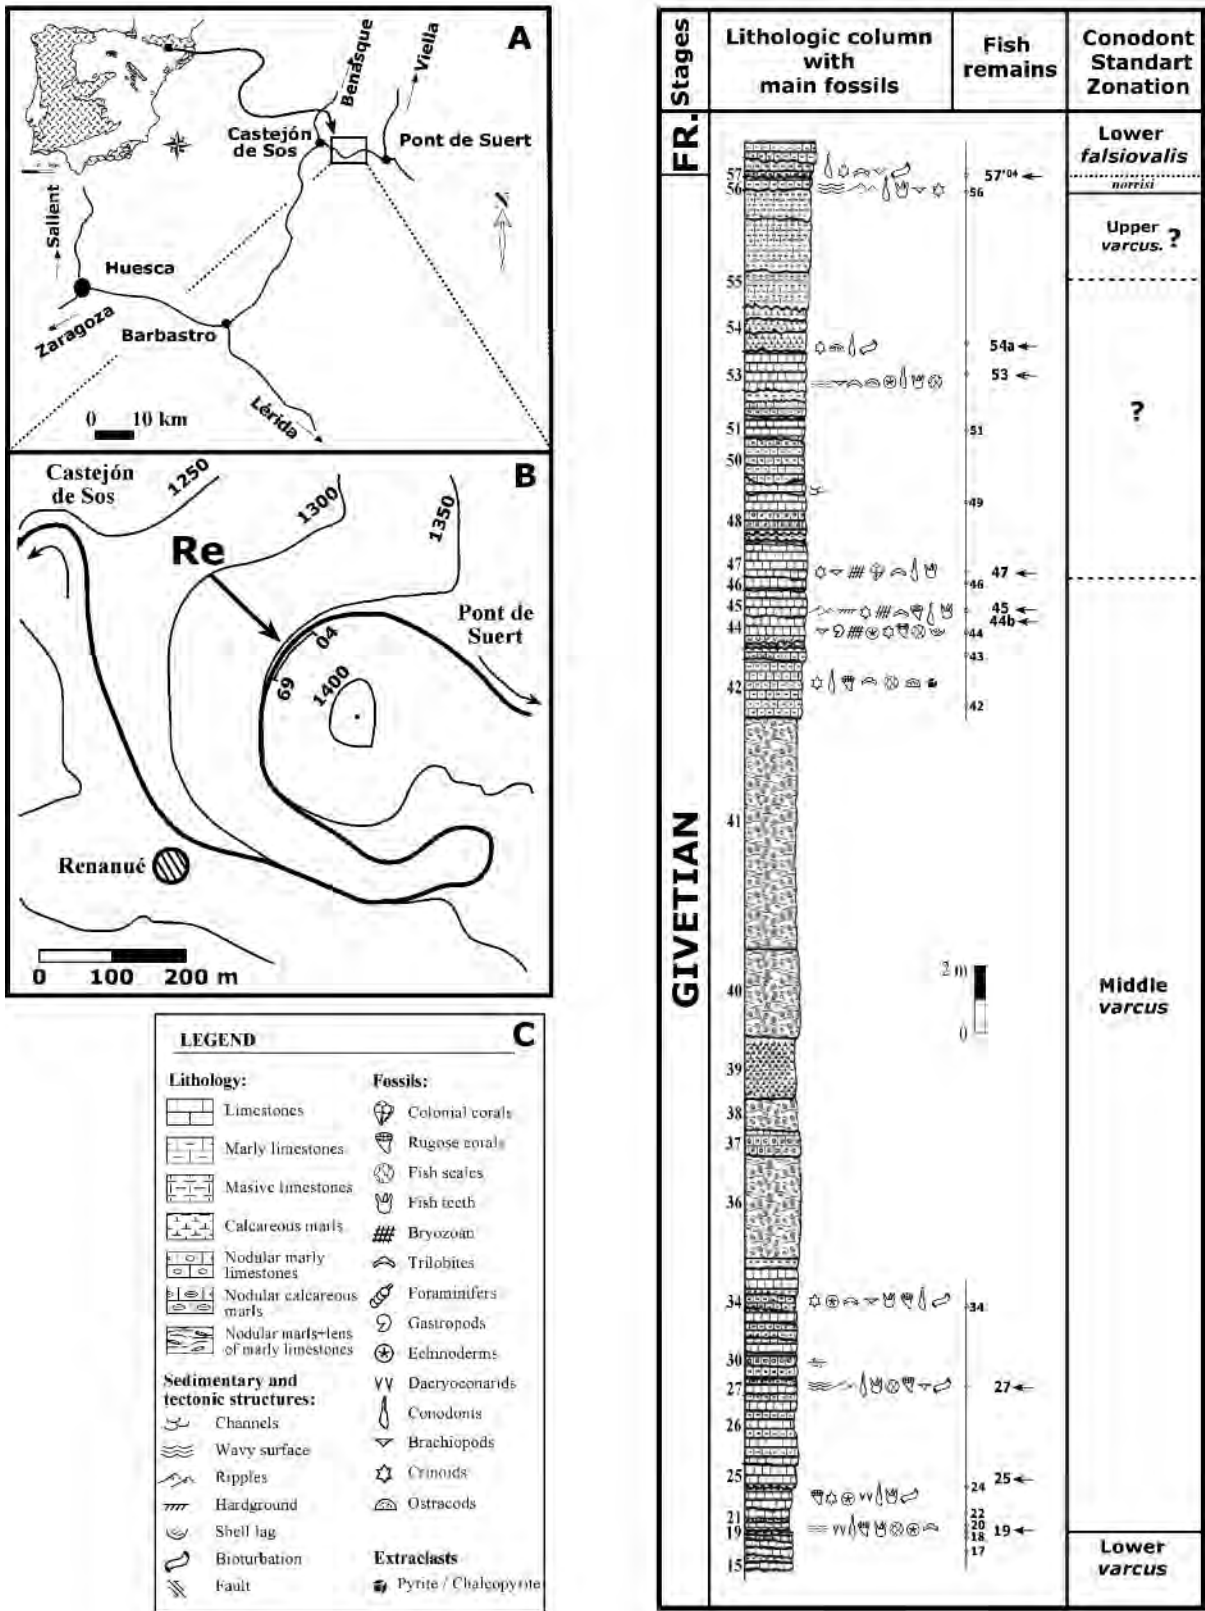 A
Benasque
Viella
Castejón
de Sos
Pont de Suert
N
Sallent
Huesca
Zaragoza
Barbastro
0 10 km
Lérida
B
Castejón
de Sos
1250
1300
1350
Re
Pont de
Suert
04
69
1400
Renanué
0 100 200 m
C
LEGEND
Lithology:
Limestones
Marly limestones
Masive limestones
Calcareous marls
Nodular marly
limestones
Nodular calcareous
marls
Nodular marls+lens
of marly limestones
Sedimentary and
tectonic structures:
Channels
Wavy surface
Ripples
Hardground
Shell lag
Bioturbation
Fault
Fossils:
Colonial corals
Rugose corals
Fish scales
Fish teeth
Bryozoan
Trilobites
Foraminifers
Gastropods
Echinoderms
Dacryoconarids
Conodonts
Brachiopods
Crinoids
Ostracods
Extraclasts
Pyrite / Chalcopyrite
Stages
Lithologic column
with
main fossils
Fish
remains
Conodont
Standart
Zonation
FR.
GIVETIAN
57
56
55
54
53
51
50
48
47
46
45
44
42
41
40
39
38
37
36
34
30
27
26
25
21
19
15
2 m
0
57'04
56
54a
53
51
49
47
46
45
44b
44
43
42
34
27
25
24
22
20
19
18
17
Lower
falsiovalis
norrisi
Upper
varcus. ?
?
Middle
varcus
Lower
varcus